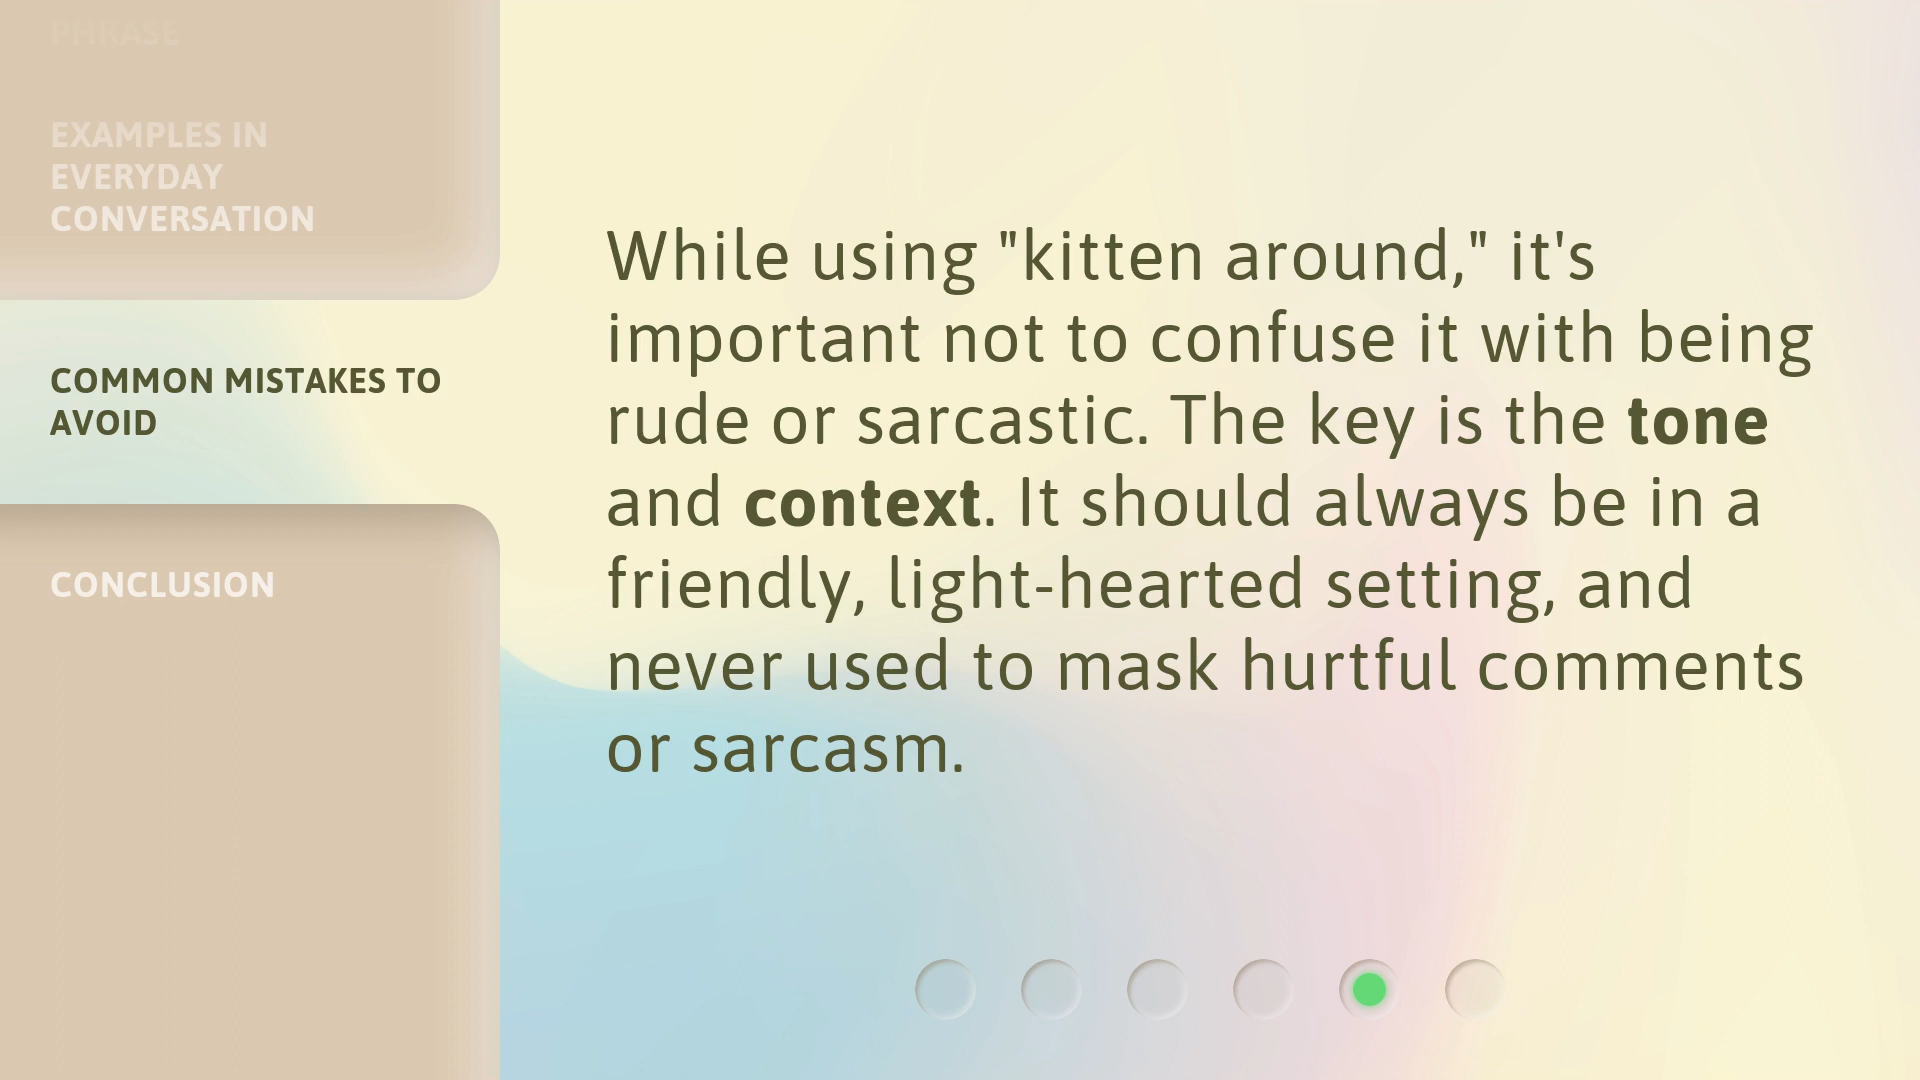 PHRASE
EXAMPLES IN
EVERYDAY
CONVERSATION
COMMON MISTAKES TO
AVOID
CONCLUSION
While using "kitten around," it's
important not to confuse it with being
rude or sarcastic. The key is the tone
and context. It should always be in a
friendly, light-hearted setting, and
never used to mask hurtful comments
or sarcasm.